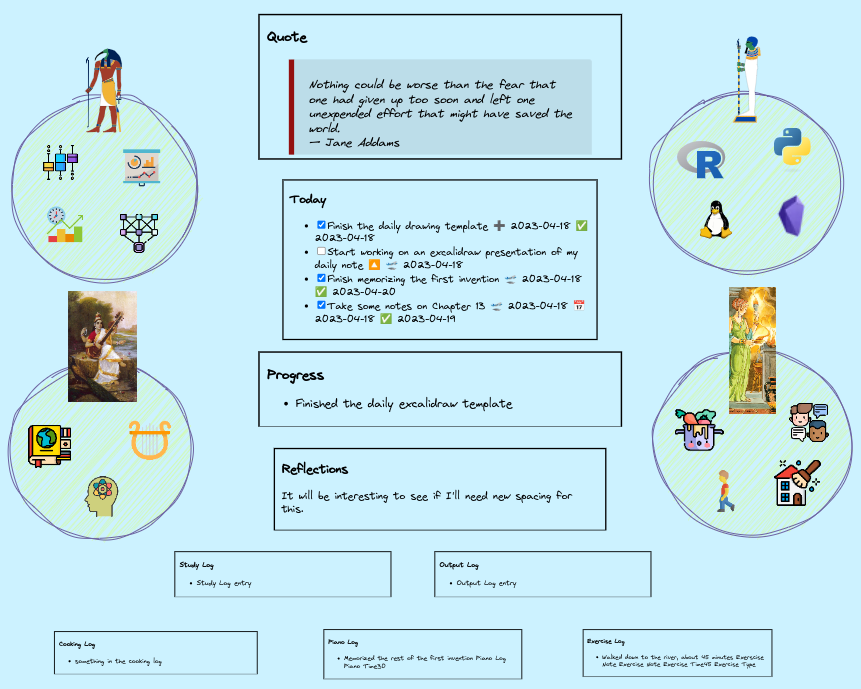 Quote
Nothing could be worse than the fear that
one had given up too soon and left one
unexpended effort that might have saved the
world.
— Jane Addams
Today
Finish the daily drawing template ➕ 2023-04-18 ✅
2023-04-18
Start working on an excalidraw presentation of my
daily note 🔼 🛫 2023-04-18
Finish memorizing the first invention 🛫 2023-04-18
✅ 2023-04-20
Take some notes on Chapter 13 🛫 2023-04-18 📅
2023-04-18 ✅ 2023-04-19
Progress
Finished the daily excalidraw template
Reflections
It will be interesting to see if I'll need new spacing for
this.
Study Log
Study Log entry
Output Log
Output Log entry
Cooking Log
something in the cooking log
Piano Log
Memorized the rest of the first invention Piano Log
Piano Time30
Exercise Log
Walked down to the river, about 45 minutes Exerscise
Note Exercise Note Exercise Time45 Exercise Type
R